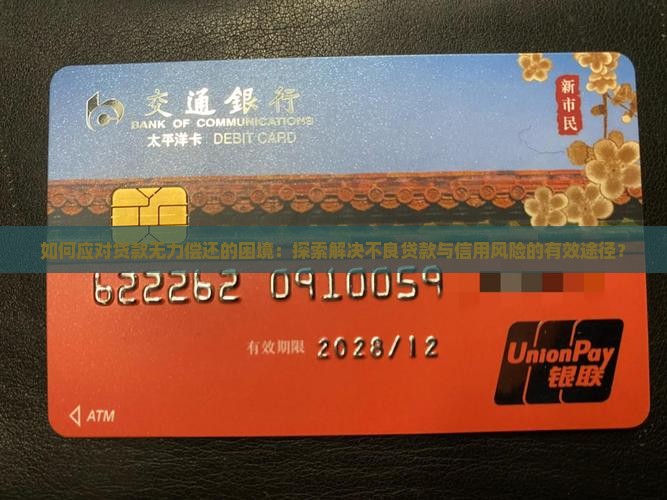 交通銀行
新市民
BANK OF COMMUNICATIONS
太平洋卡 DEBIT CARD
如何应对贷款无力偿还的困境：探索解决不良贷款与信用风险的有效途径？
622262 0910059
有效期限 2028/12
UnionPay
银联
ATM